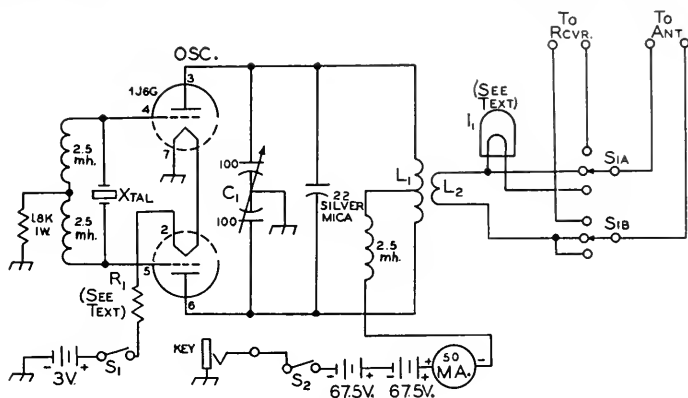 OSC.
To
RCVR.
To
ANT.
1J6G
3
4
7
(SEE
TEXT)
I1
2.5
mh.
XTAL
1.8K
1W.
2.5
mh.
100
C1
100
22
SILVER
MICA
L1
L2
S1A
S1B
2
5
6
R1
(SEE
TEXT)
2.5
mh.
- +
3V.
S1
KEY
S2
- +
67.5V.
- +
67.5V.
+
50
MA.
-